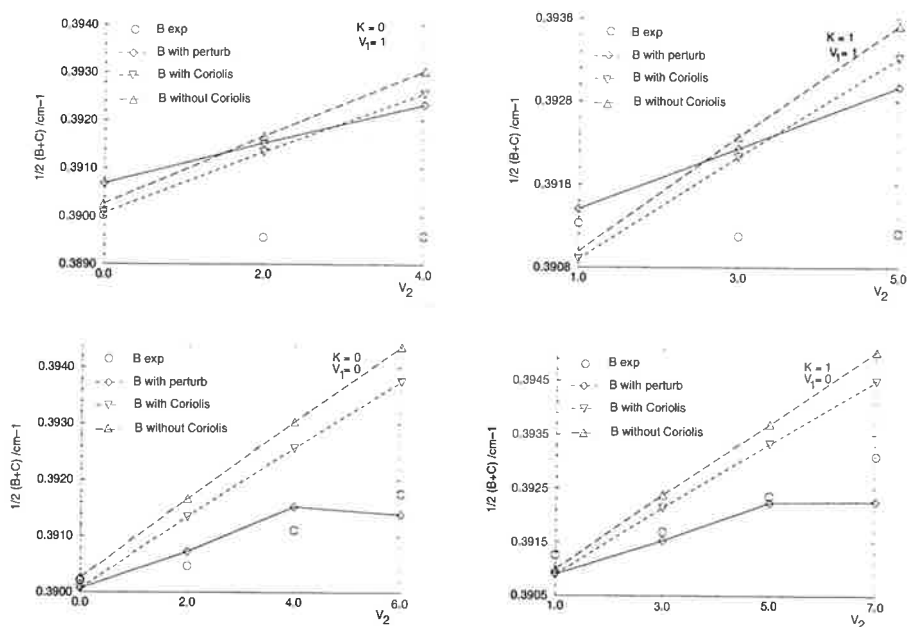 0.3940
0.3930
0.3920
0.3910
0.3900
0.3890
1/2 (B+C) /cm−1
B exp
B with perturb
B with Coriolis
B without Coriolis
K = 0
V1= 1
0.0
2.0
4.0
V2
0.3936
0.3928
0.3918
0.3908
1/2 (B+C) /cm−1
B exp
B with perturb
B with Coriolis
B without Coriolis
K = 1
V1= 1
1.0
3.0
5.0
V2
0.3940
0.3930
0.3920
0.3910
0.3900
1/2 (B+C) /cm−1
B exp
B with perturb
B with Coriolis
B without Coriolis
K = 0
V1= 0
0.0
2.0
4.0
6.0
V2
0.3945
0.3935
0.3925
0.3915
0.3905
1/2 (B+C) /cm−1
B exp
B with perturb
B with Coriolis
B without Coriolis
K = 1
V1= 0
1.0
3.0
5.0
7.0
V2